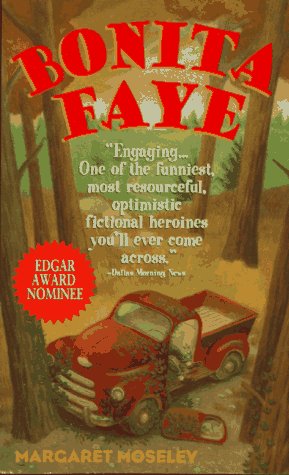 BONITA
FAYE
"Engaging...
One of the funniest,
most resourceful,
optimistic
fictional heroines
you'll ever come
across."
–Dallas Morning News
EDGAR
AWARD
NOMINEE
MARGARET MOSELEY